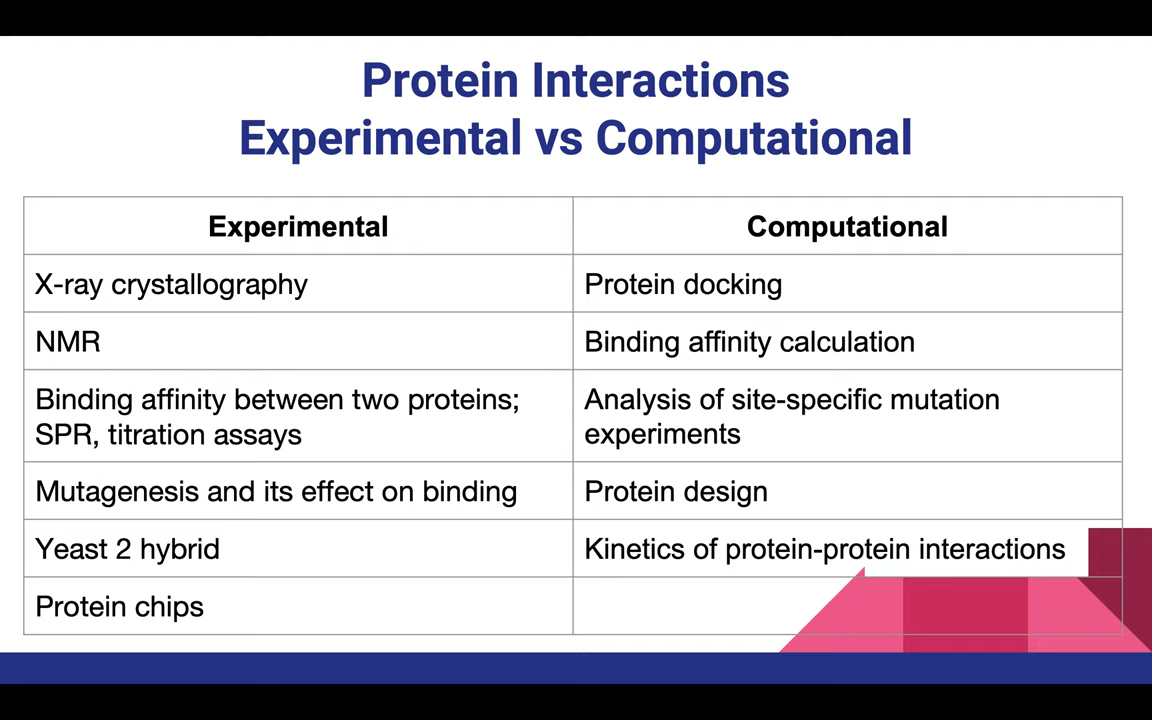 Protein Interactions
Experimental vs Computational
Experimental
Computational
X-ray crystallography
Protein docking
NMR
Binding affinity calculation
Binding affinity between two proteins;
SPR, titration assays
Analysis of site-specific mutation
experiments
Mutagenesis and its effect on binding
Protein design
Yeast 2 hybrid
Kinetics of protein-protein interactions
Protein chips